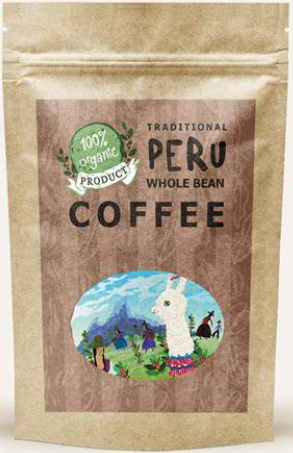 100%
organic
PRODUCT
TRADITIONAL
PERU
WHOLE BEAN
COFFEE